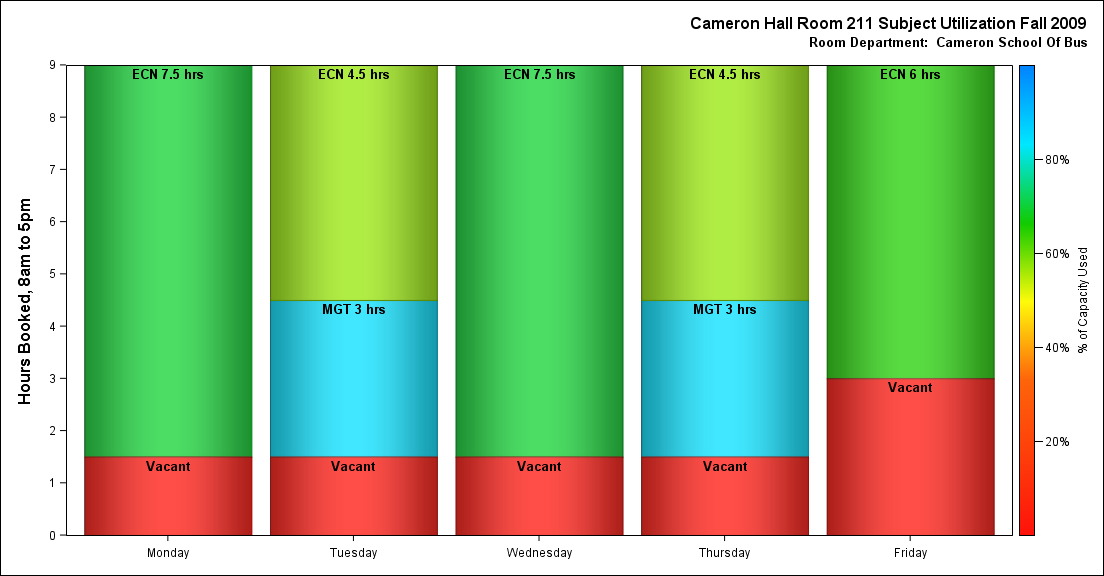 Cameron Hall Room 211 Subject Utilization Fall 2009
Room Department:  Cameron School Of Bus
Hours Booked, 8am to 5pm
9
8
7
6
5
4
3
2
1
0
ECN 7.5 hrs
ECN 4.5 hrs
ECN 7.5 hrs
ECN 4.5 hrs
ECN 6 hrs
MGT 3 hrs
MGT 3 hrs
Vacant
Vacant
Vacant
Vacant
Vacant
Monday
Tuesday
Wednesday
Thursday
Friday
80%
60%
40%
20%
% of Capacity Used